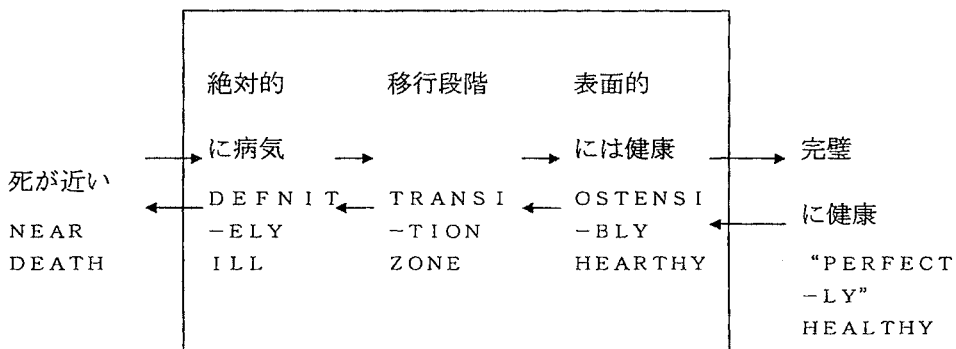 死が近い
NEAR
DEATH
絶対的
に病気
DEFNIT
-ELY
ILL
移行段階
TRANSI
-TION
ZONE
表面的
には健康
OSTENSI
-BLY
HEARTHY
完璧
に健康
“PERFECT
-LY”
HEALTHY